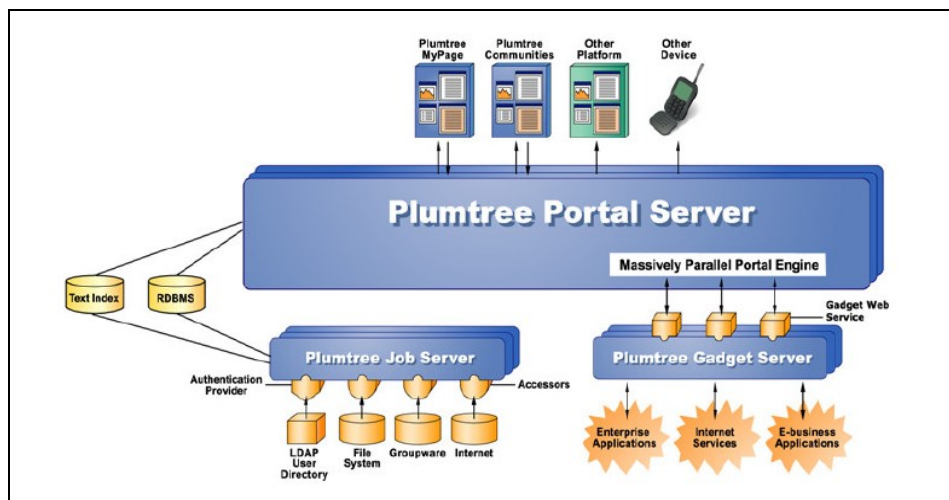 Plumtree
MyPage
Plumtree
Communities
Other
Platform
Other
Device
Plumtree Portal Server
Massively Parallel Portal Engine
Text Index
RDBMS
Gadget Web
Service
Plumtree Job Server
Plumtree Gadget Server
Authentication
Provider
Accessors
LDAP
User
Directory
File
System
Groupware
Internet
Enterprise
Applications
Internet
Services
E-business
Applications